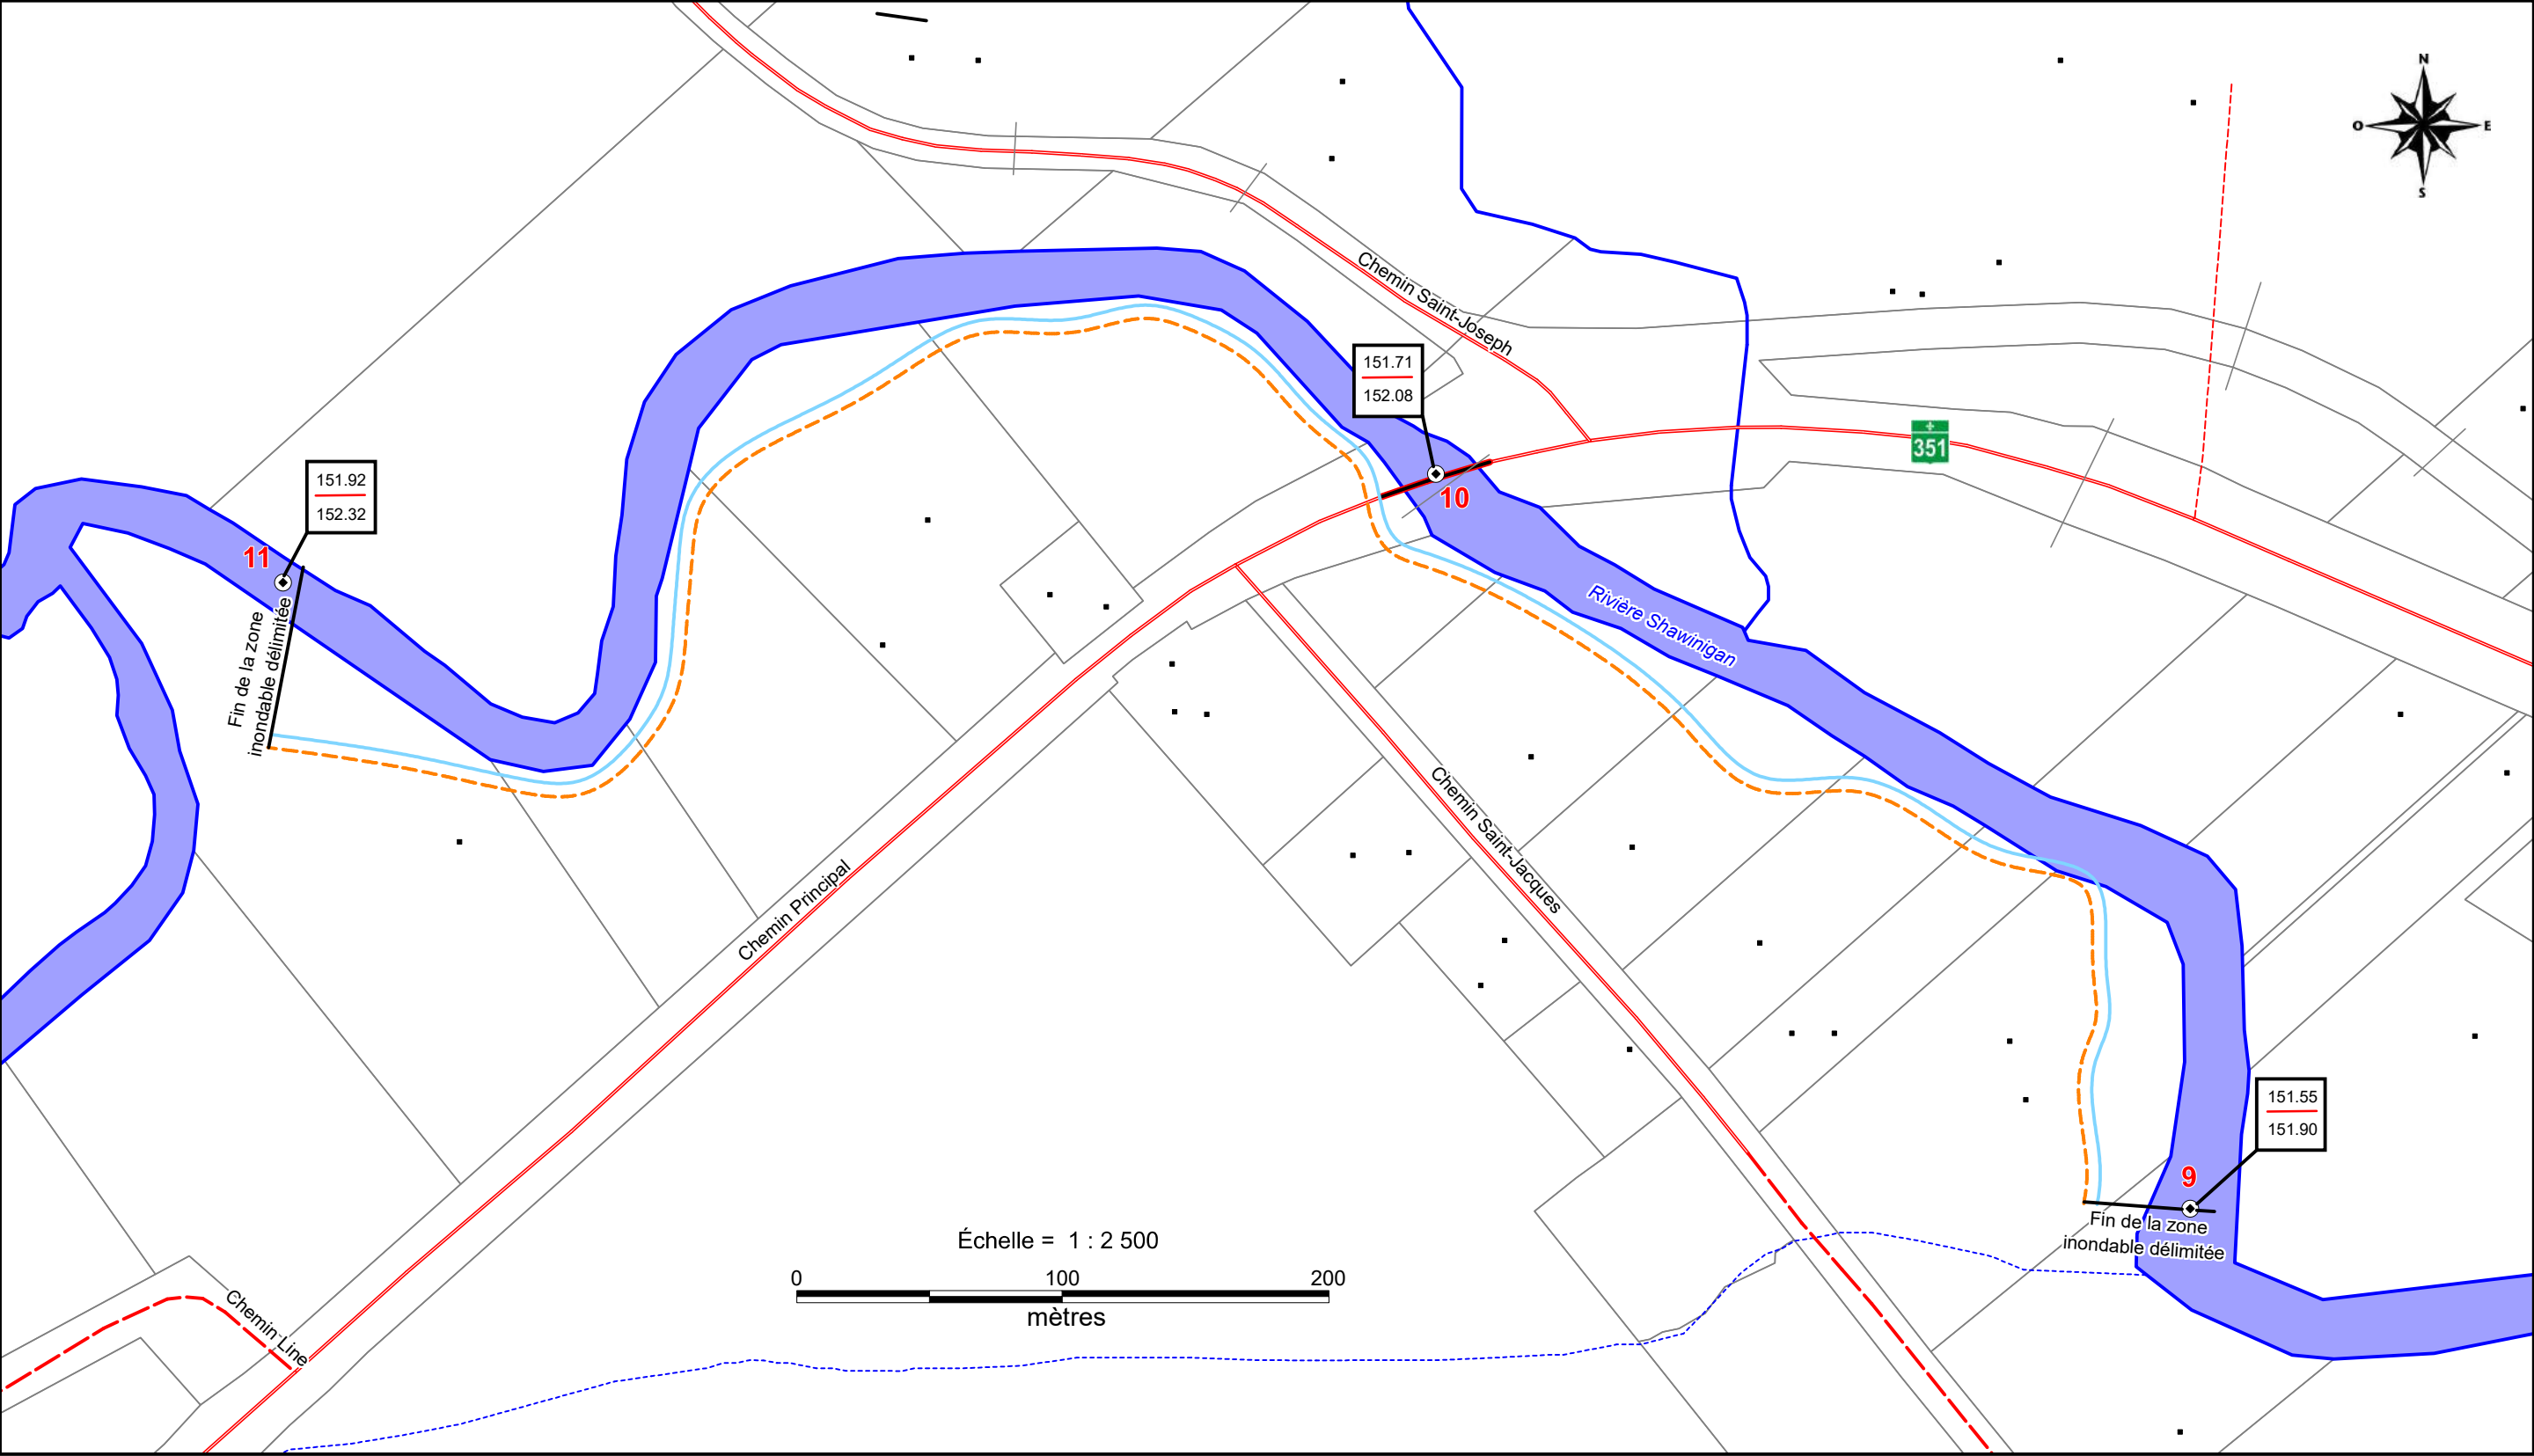 N
O
E
S
Chemin Saint-Joseph
151.71
152.08
351
10
151.92
152.32
11
Fin de la zone
inondable délimitée
Rivière Shawinigan
Chemin Saint-Jacques
Chemin Principal
151.55
151.90
9
Fin de la zone
inondable délimitée
Échelle = 1 : 2 500
0 100 200
mètres
Chemin Line